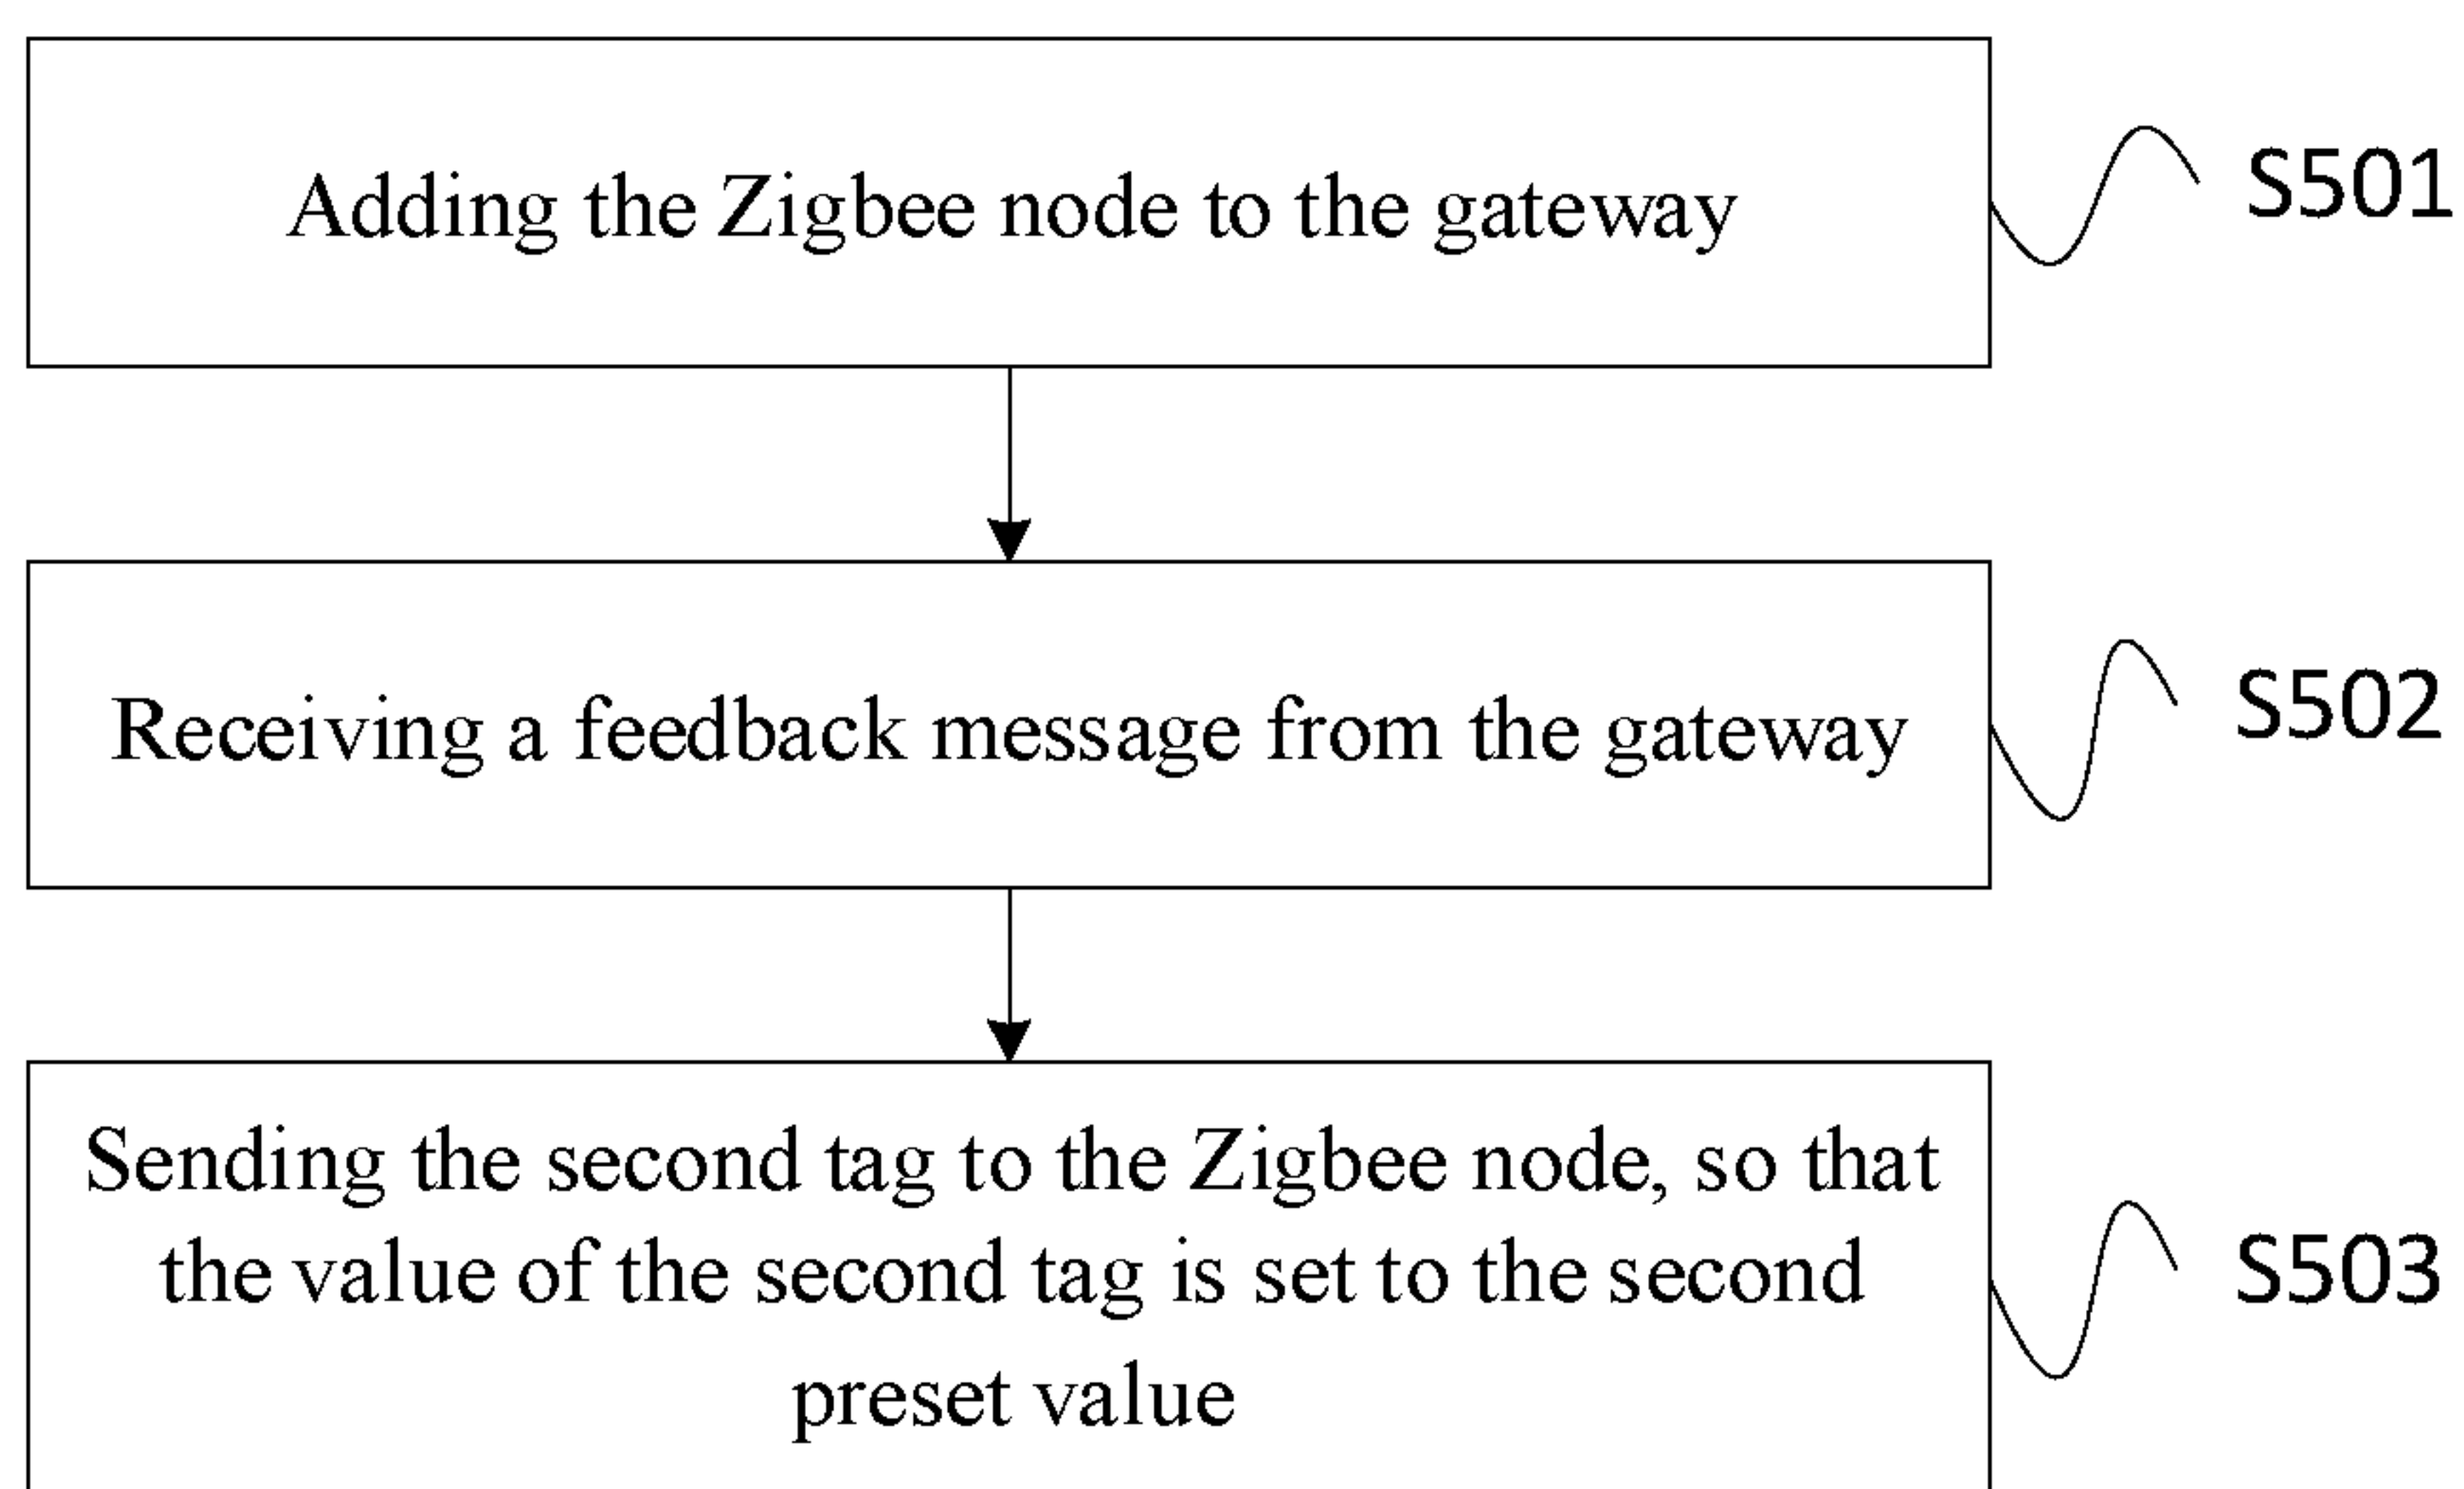 Adding the Zigbee node to the gateway
S501
Receiving a feedback message from the gateway
S502
Sending the second tag to the Zigbee node, so that
the value of the second tag is set to the second
preset value
S503